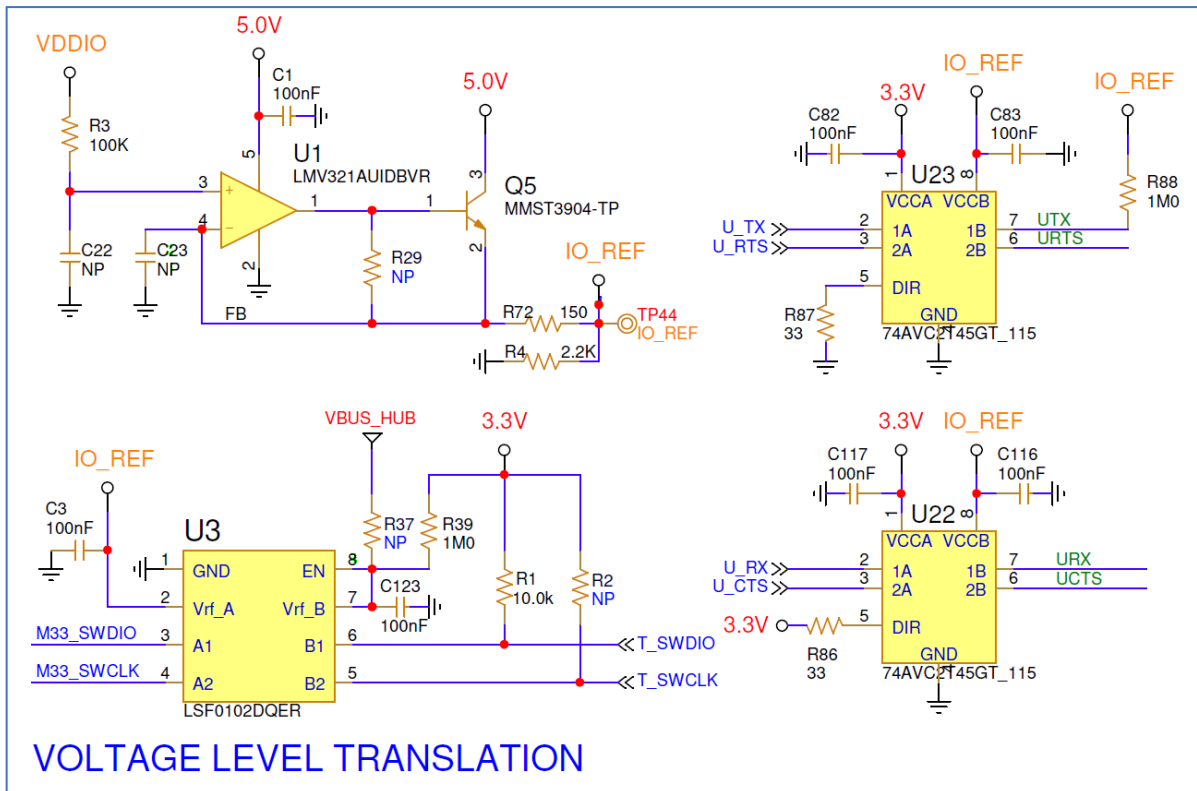 VDDIO
R3
100K
5.0V
C1
100nF
5
U1
LMV321AUIDBVR
3
+
4
−
1
2
C22
NP
C23
NP
R29
NP
FB
5.0V
3
Q5
MMST3904-TP
1
2
IO_REF
R72 150
TP44
IO_REF
R4 2.2K
3.3V
IO_REF
IO_REF
C82
100nF
C83
100nF
1
8
U23
R88
1M0
VCCA VCCB
U_TX 2 1A 1B 7 UTX
U_RTS 3 2A 2B 6 URTS
5 DIR
R87
33
GND
4
74AVC2T45GT_115
IO_REF
C3
100nF
U3
VBUS_HUB
3.3V
R37
NP
R39
1M0
1 GND EN 8
2 Vrf_A Vrf_B 7
C123
100nF
R1
10.0k
R2
NP
M33_SWDIO 3 A1 B1 6 T_SWDIO
M33_SWCLK 4 A2 B2 5 T_SWCLK
LSF0102DQER
3.3V
IO_REF
C117
100nF
C116
100nF
1
8
U22
VCCA VCCB
U_RX 2 1A 1B 7 URX
U_CTS 3 2A 2B 6 UCTS
3.3V 5 DIR
R86
33
GND
4
74AVC2T45GT_115
VOLTAGE LEVEL TRANSLATION